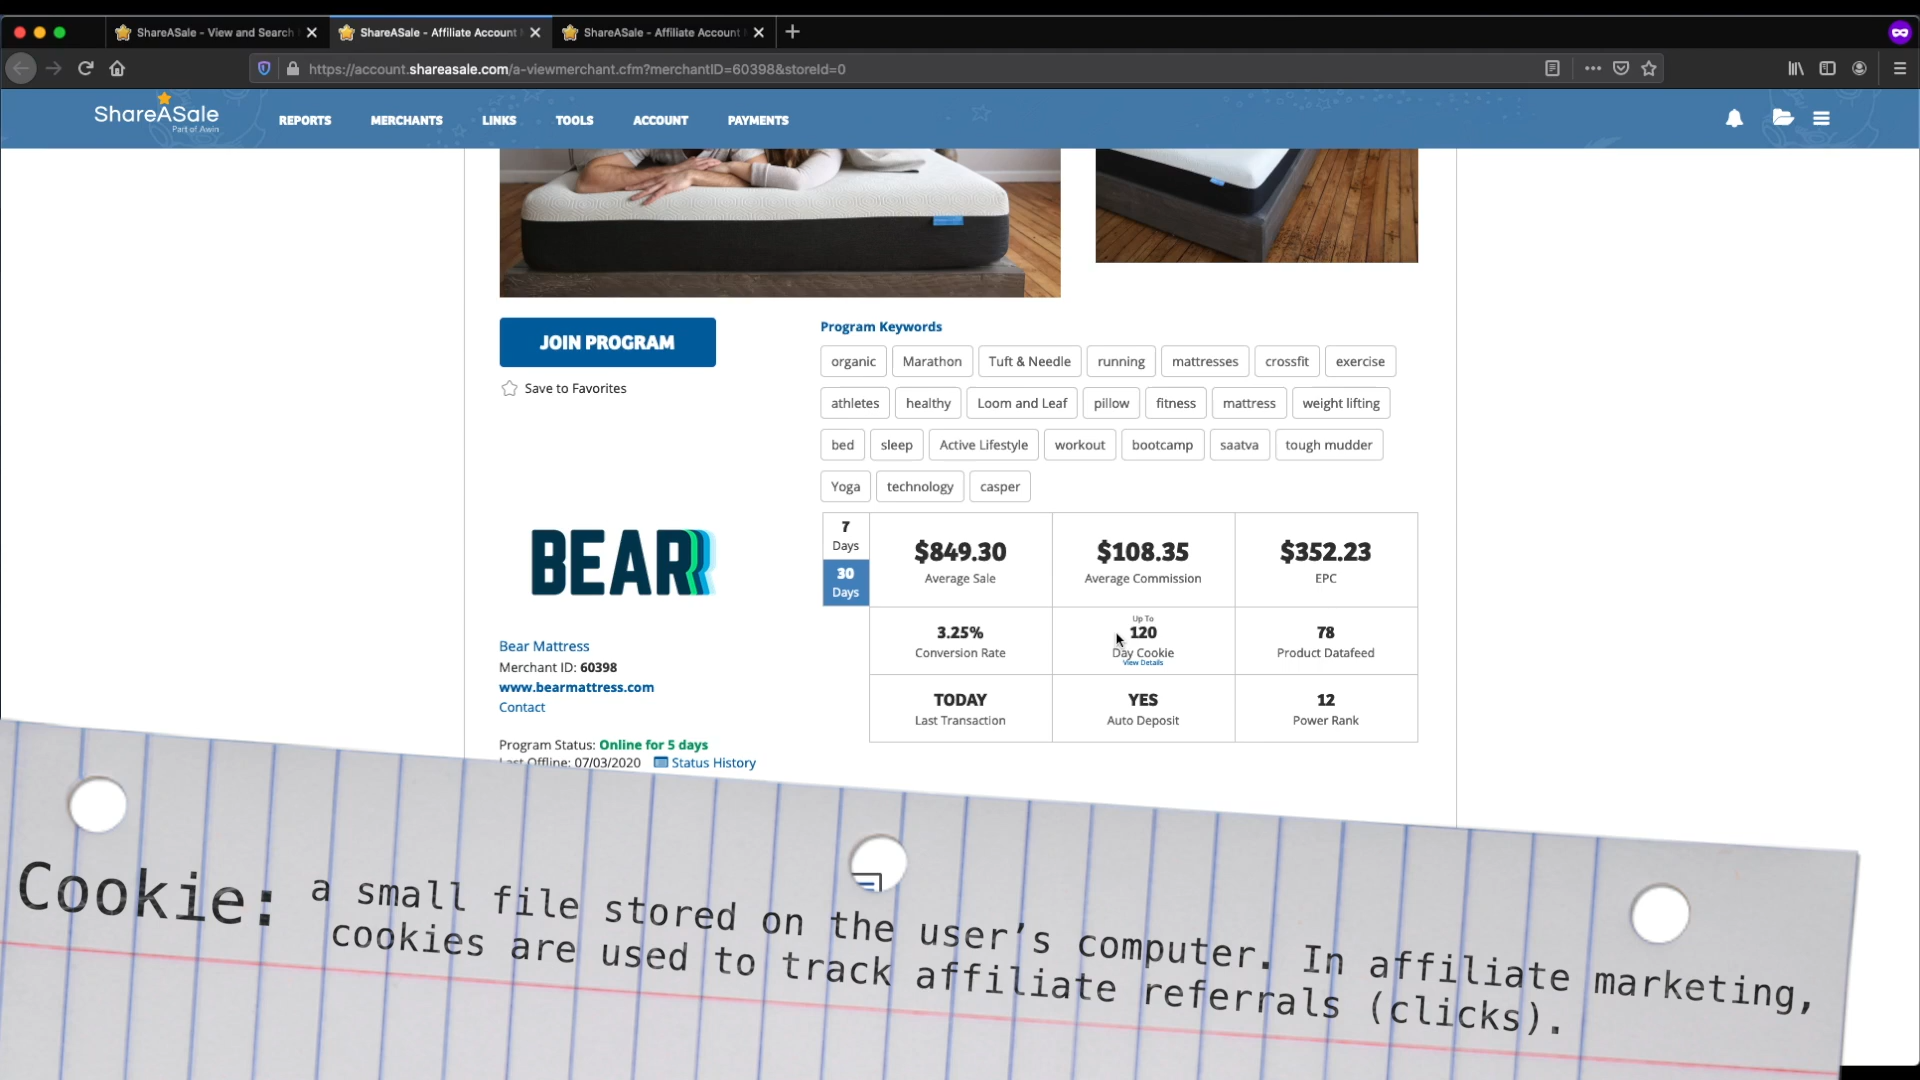 ShareASale - View and Search
ShareASale - Affiliate Account
ShareASale - Affiliate Account
https://account.shareasale.com/a-viewmerchant.cfm?merchantID=60398&storeId=0
ShareASale
Part of Awin
REPORTS
MERCHANTS
LINKS
TOOLS
ACCOUNT
PAYMENTS
JOIN PROGRAM
Save to Favorites
Program Keywords
organic Marathon Tuft & Needle running mattresses crossfit exercise
athletes healthy Loom and Leaf pillow fitness mattress weight lifting
bed sleep Active Lifestyle workout bootcamp saatva tough mudder
Yoga technology casper
7
Days
30
Days
$849.30
Average Sale
$108.35
Average Commission
$352.23
EPC
3.25%
Conversion Rate
Up To
120
Day Cookie
View Details
78
Product Datafeed
TODAY
Last Transaction
YES
Auto Deposit
12
Power Rank
BEAR
Bear Mattress
Merchant ID: 60398
www.bearmattress.com
Contact
Program Status: Online for 5 days
Last Offline: 07/03/2020 Status History
Cookie: a small file stored on the user's computer. In affiliate marketing,
cookies are used to track affiliate referrals (clicks).